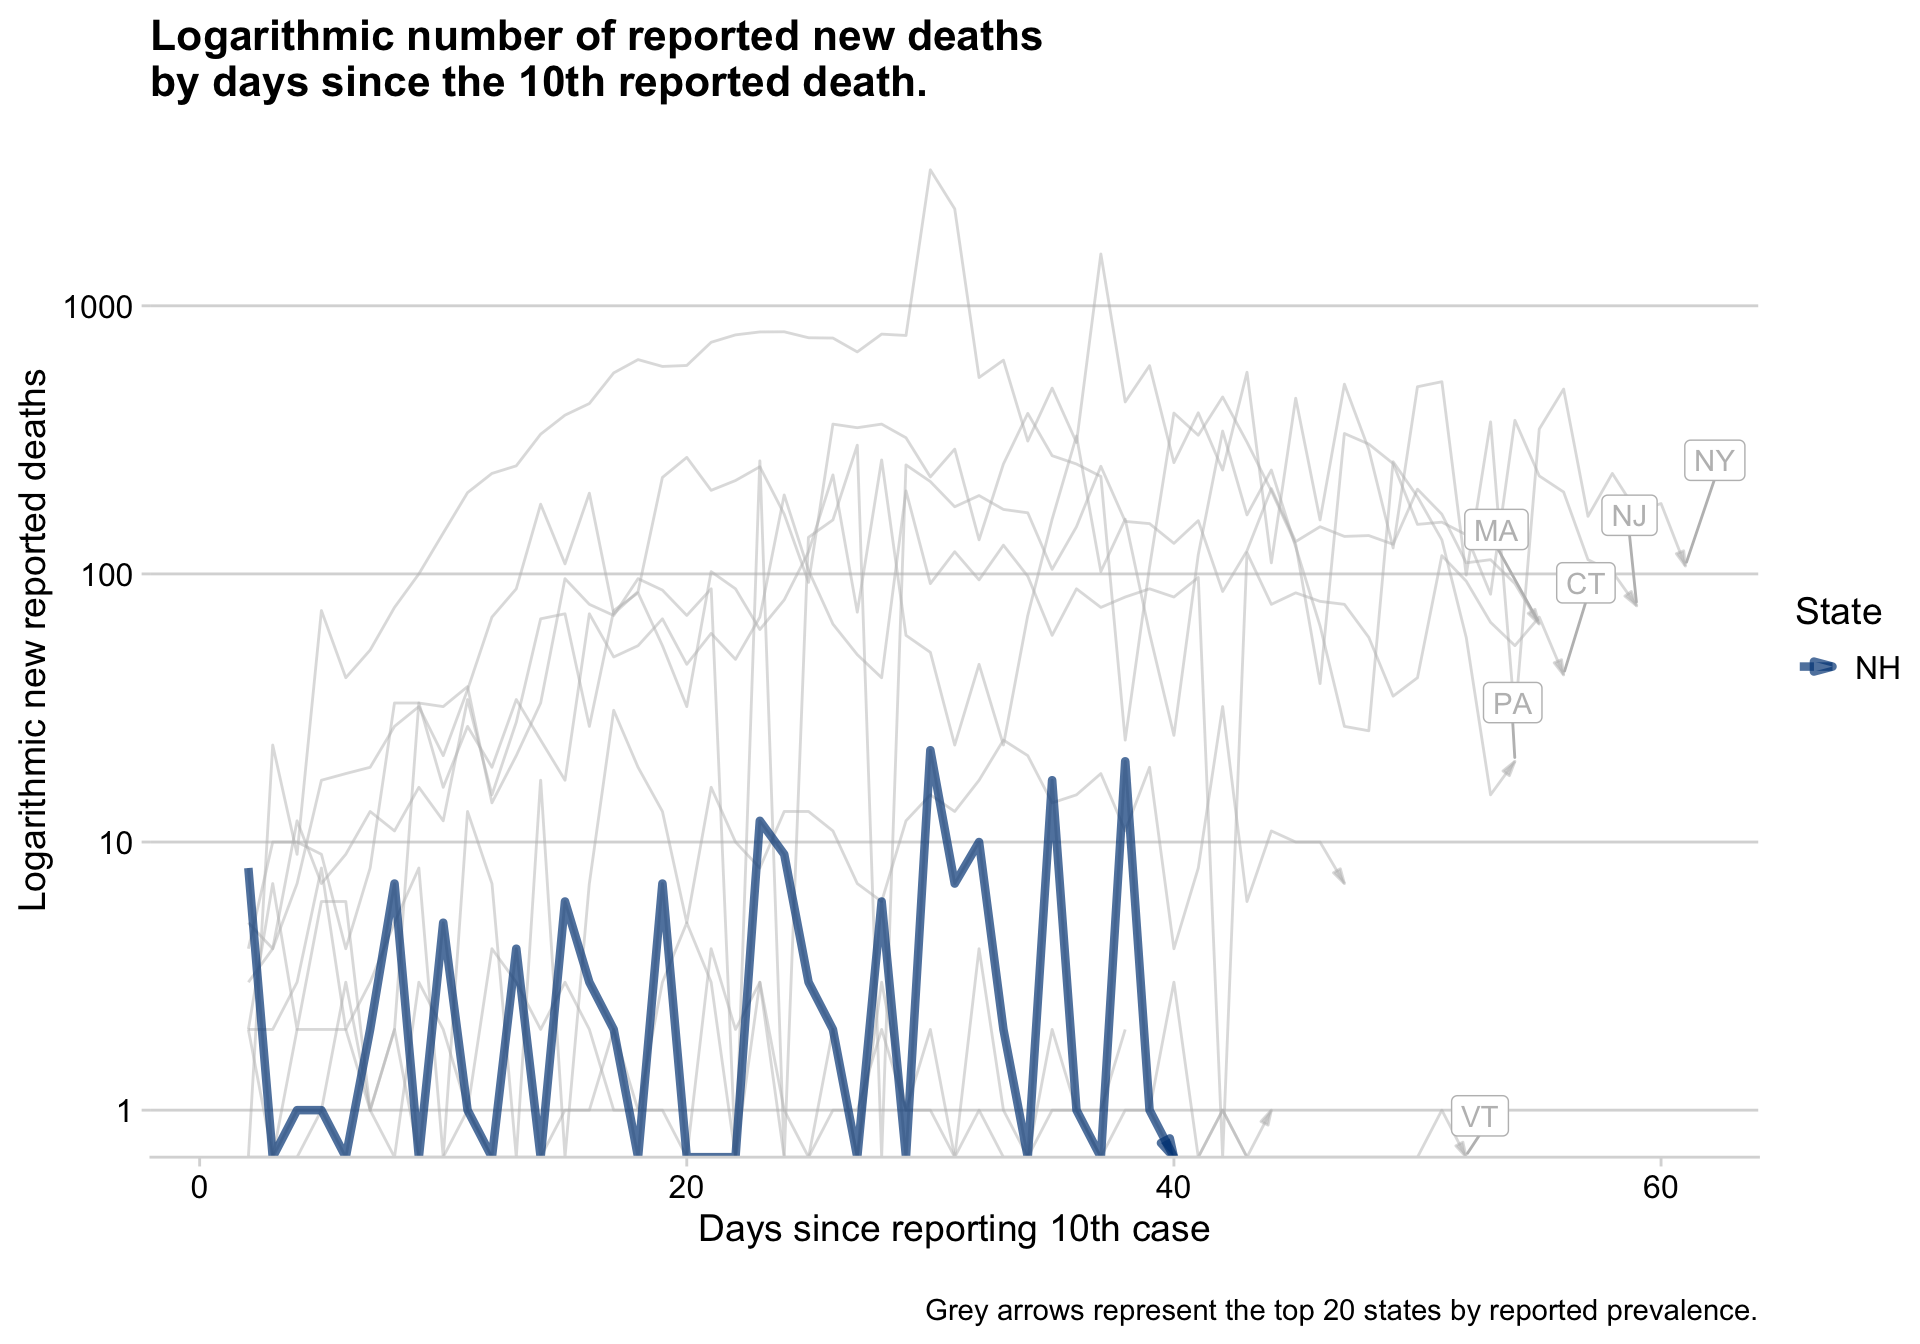 Logarithmic number of reported new deaths
by days since the 10th reported death.
Logarithmic new reported deaths
1000
100
10
1
NY
NJ
MA
CT
PA
VT
State
NH
0
20
40
60
Days since reporting 10th case
Grey arrows represent the top 20 states by reported prevalence.